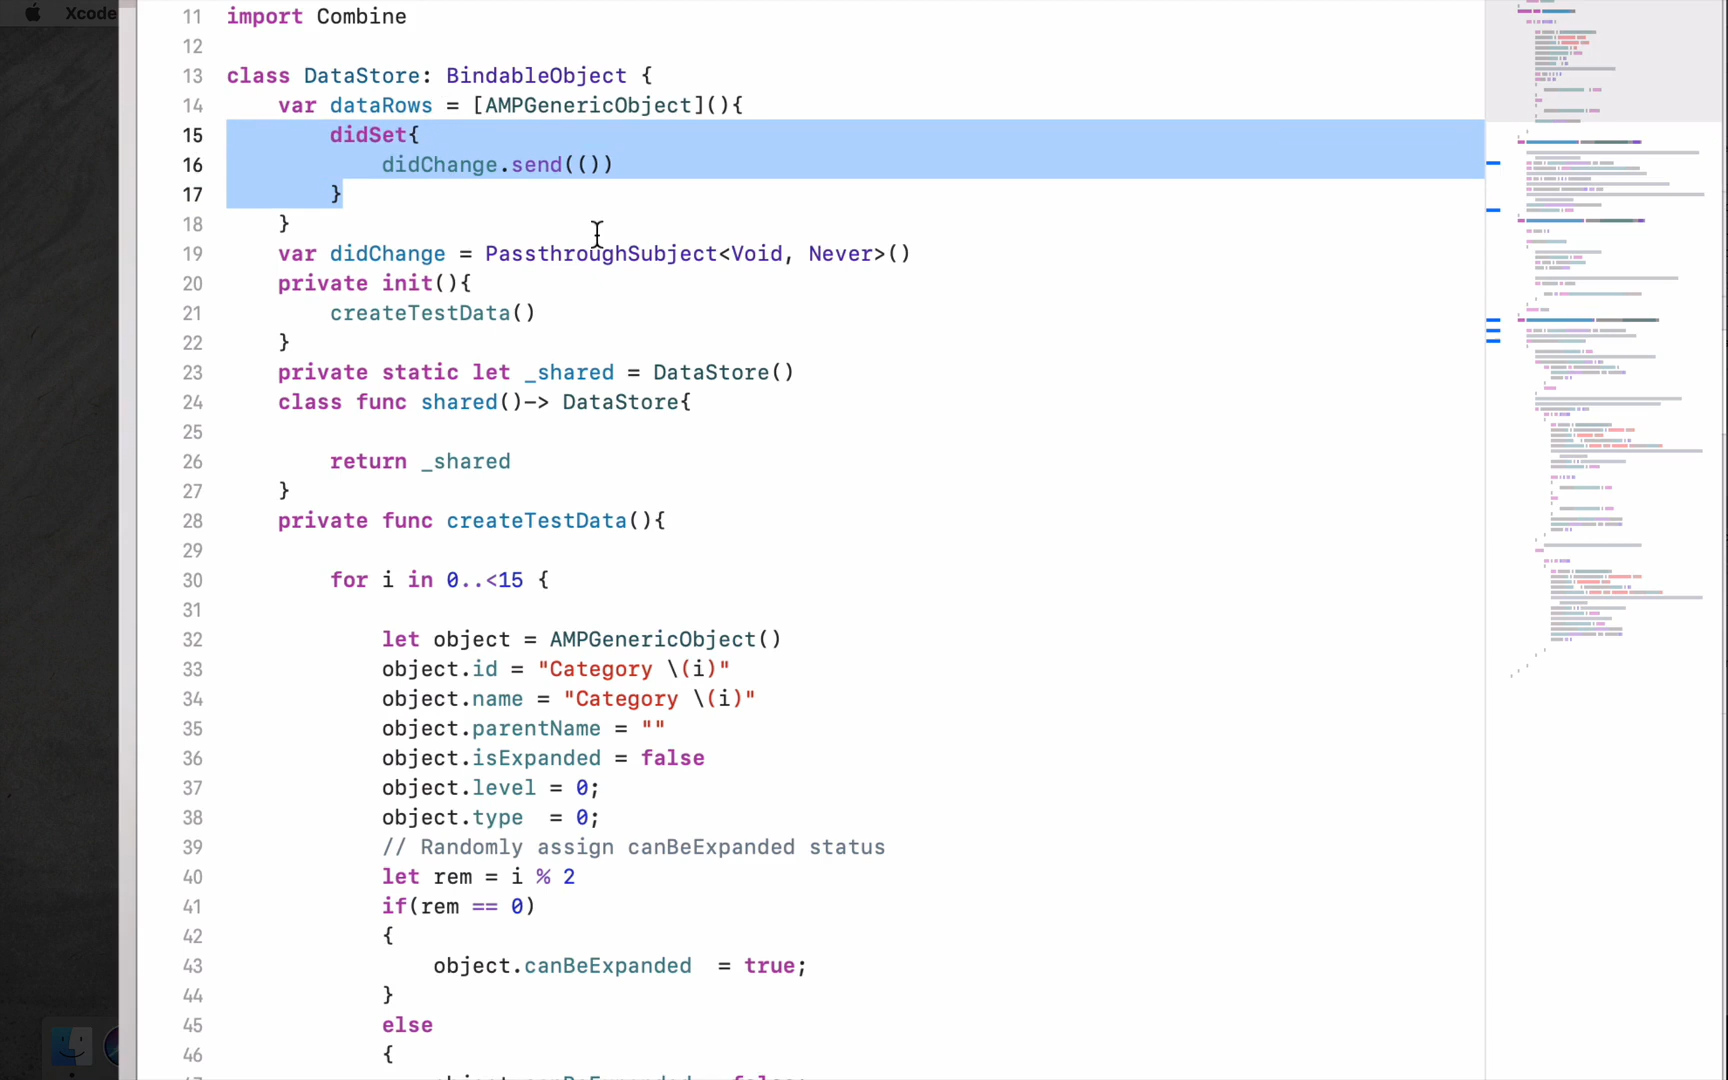 Xcode
11 import Combine
12
13 class DataStore: BindableObject {
14 var dataRows = [AMPGenericObject](){
15 didSet{
16 didChange.send(())
17 }
18 }
19 var didChange = PassthroughSubject<Void, Never>()
20 private init(){
21 createTestData()
22 }
23 private static let _shared = DataStore()
24 class func shared()-> DataStore{
25
26 return _shared
27 }
28 private func createTestData(){
29
30 for i in 0..<15 {
31
32 let object = AMPGenericObject()
33 object.id = "Category \(i)"
34 object.name = "Category \(i)"
35 object.parentName = ""
36 object.isExpanded = false
37 object.level = 0;
38 object.type  = 0;
39 // Randomly assign canBeExpanded status
40 let rem = i % 2
41 if(rem == 0)
42 {
43 object.canBeExpanded  = true;
44 }
45 else
46 {